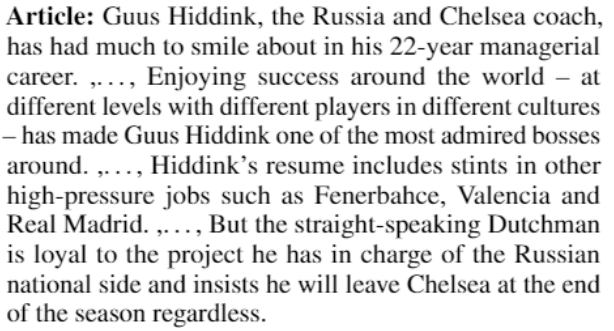 Article: Guus Hiddink, the Russia and Chelsea coach,
has had much to smile about in his 22-year managerial
career. ,..., Enjoying success around the world – at
different levels with different players in different cultures
– has made Guus Hiddink one of the most admired bosses
around. ,..., Hiddink's resume includes stints in other
high-pressure jobs such as Fenerbahce, Valencia and
Real Madrid. ,..., But the straight-speaking Dutchman
is loyal to the project he has in charge of the Russian
national side and insists he will leave Chelsea at the end
of the season regardless.